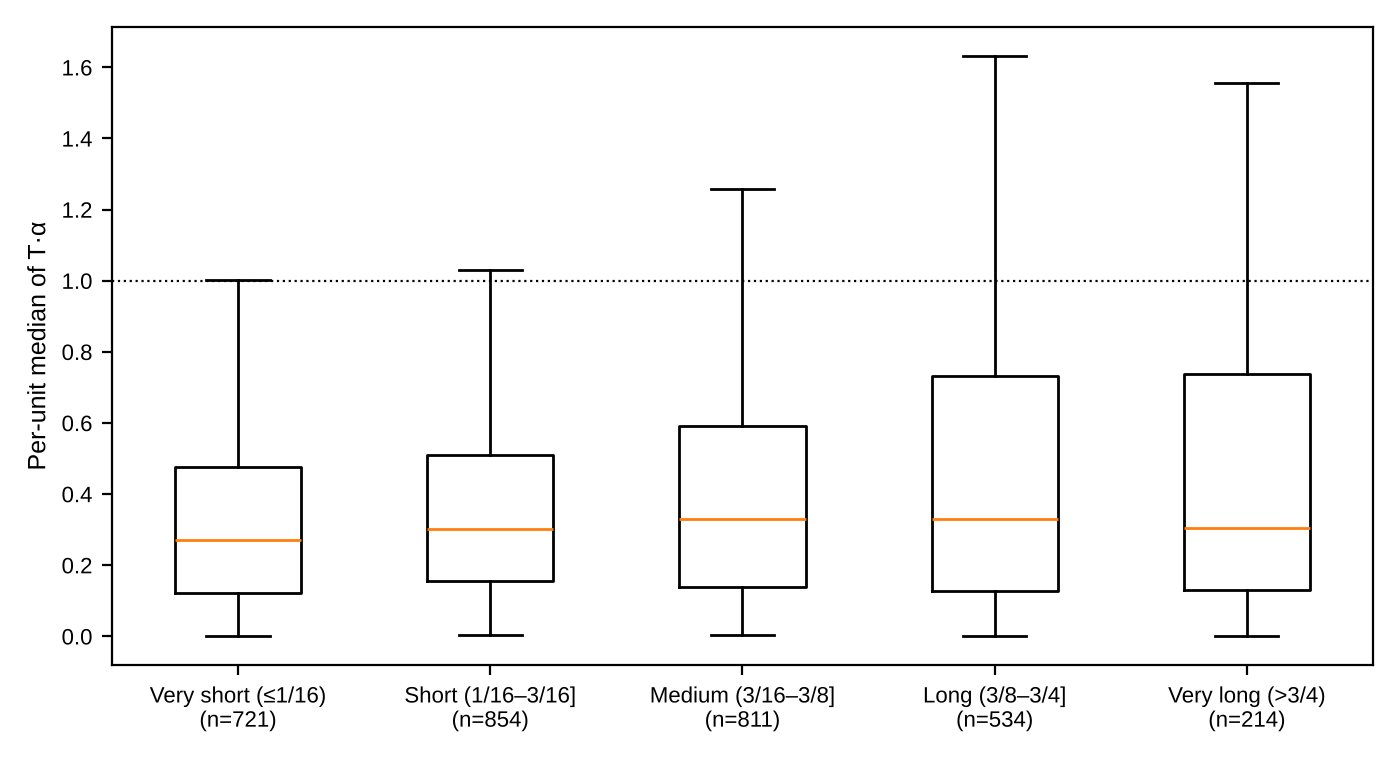 Per-unit median of T·α
1.6
1.4
1.2
1.0
0.8
0.6
0.4
0.2
0.0
Very short (≤1/16)
(n=721)
Short (1/16–3/16]
(n=854)
Medium (3/16–3/8]
(n=811)
Long (3/8–3/4]
(n=534)
Very long (>3/4)
(n=214)